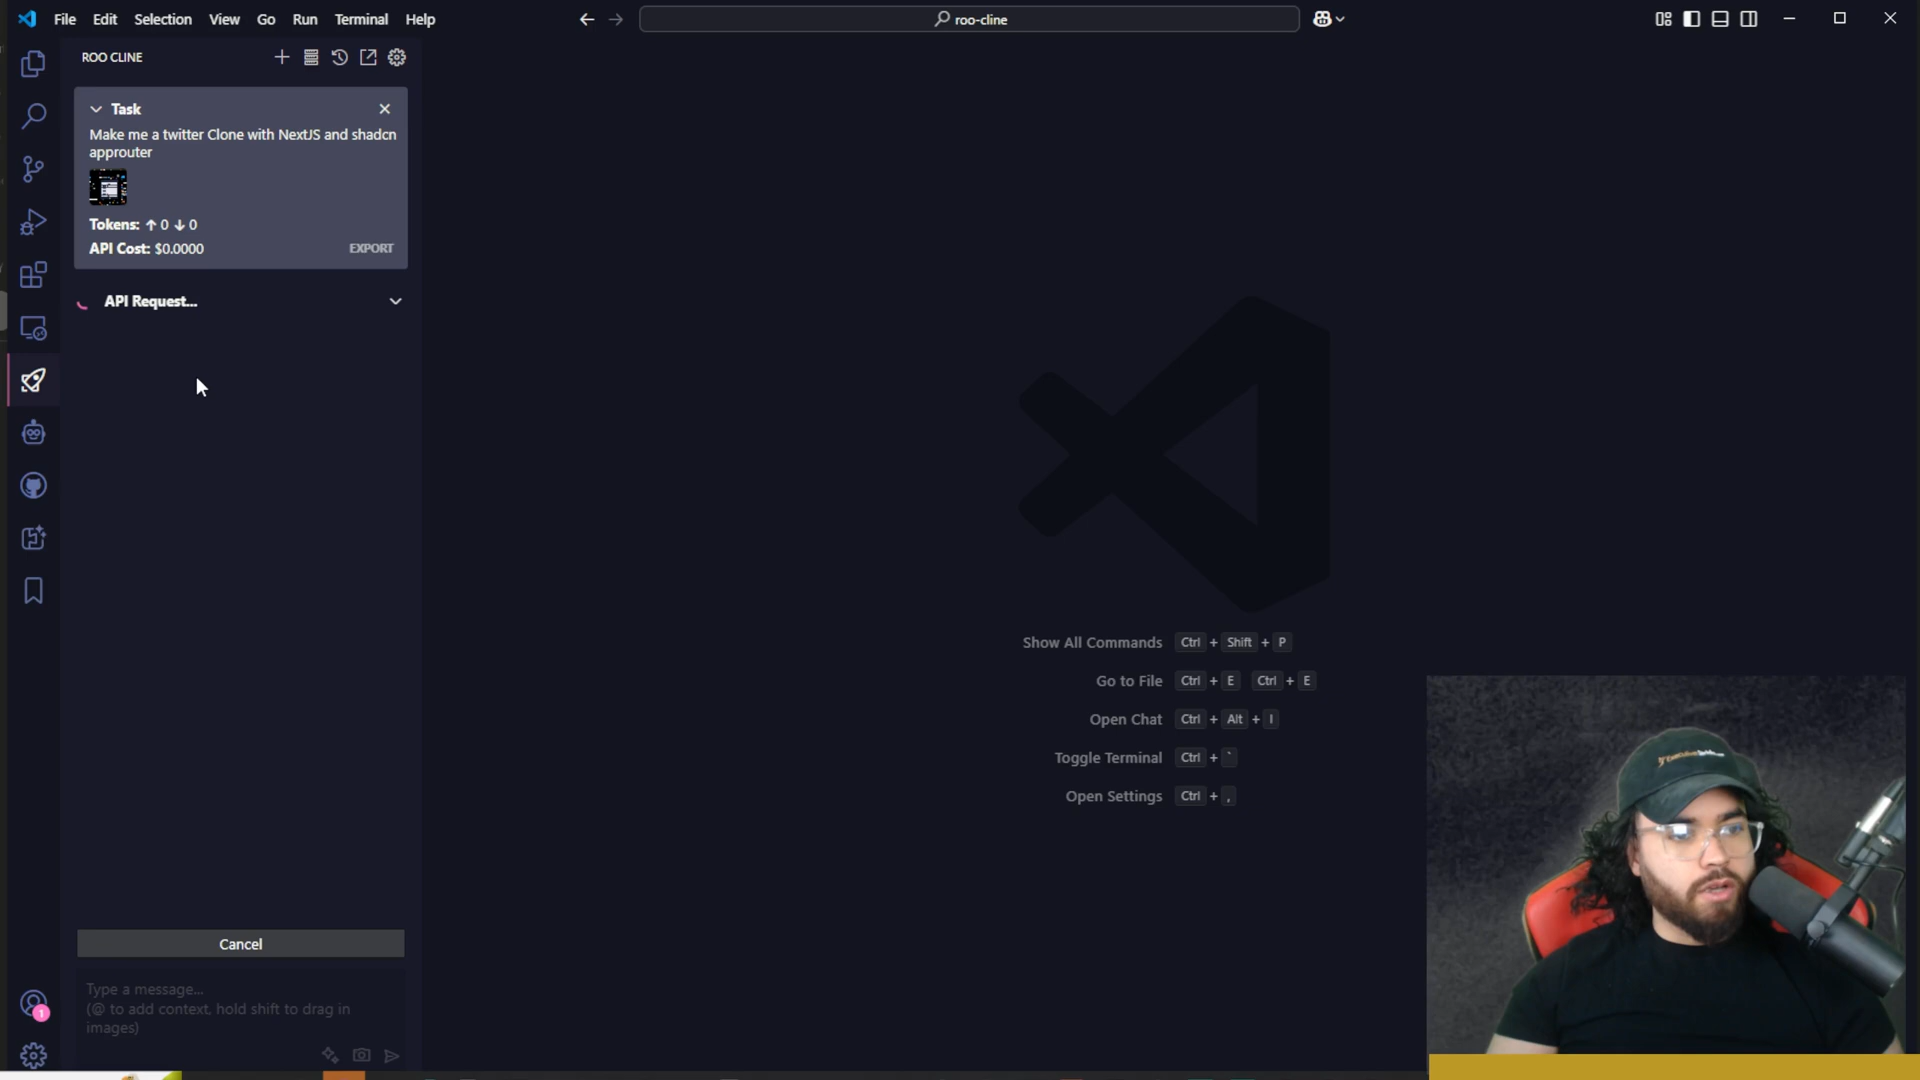 File Edit Selection View Go Run Terminal Help
roo-cline
ROO CLINE
Task
Make me a twitter Clone with NextJS and shadcn
approuter
Tokens: ↑ 0 ↓ 0
API Cost: $0.0000
EXPORT
API Request...
Show All Commands Ctrl + Shift + P
Go to File Ctrl + E Ctrl + E
Open Chat Ctrl + Alt + I
Toggle Terminal Ctrl + `
Open Settings Ctrl + ,
Cancel
Type a message...
(@ to add context, hold shift to drag in
images)
1